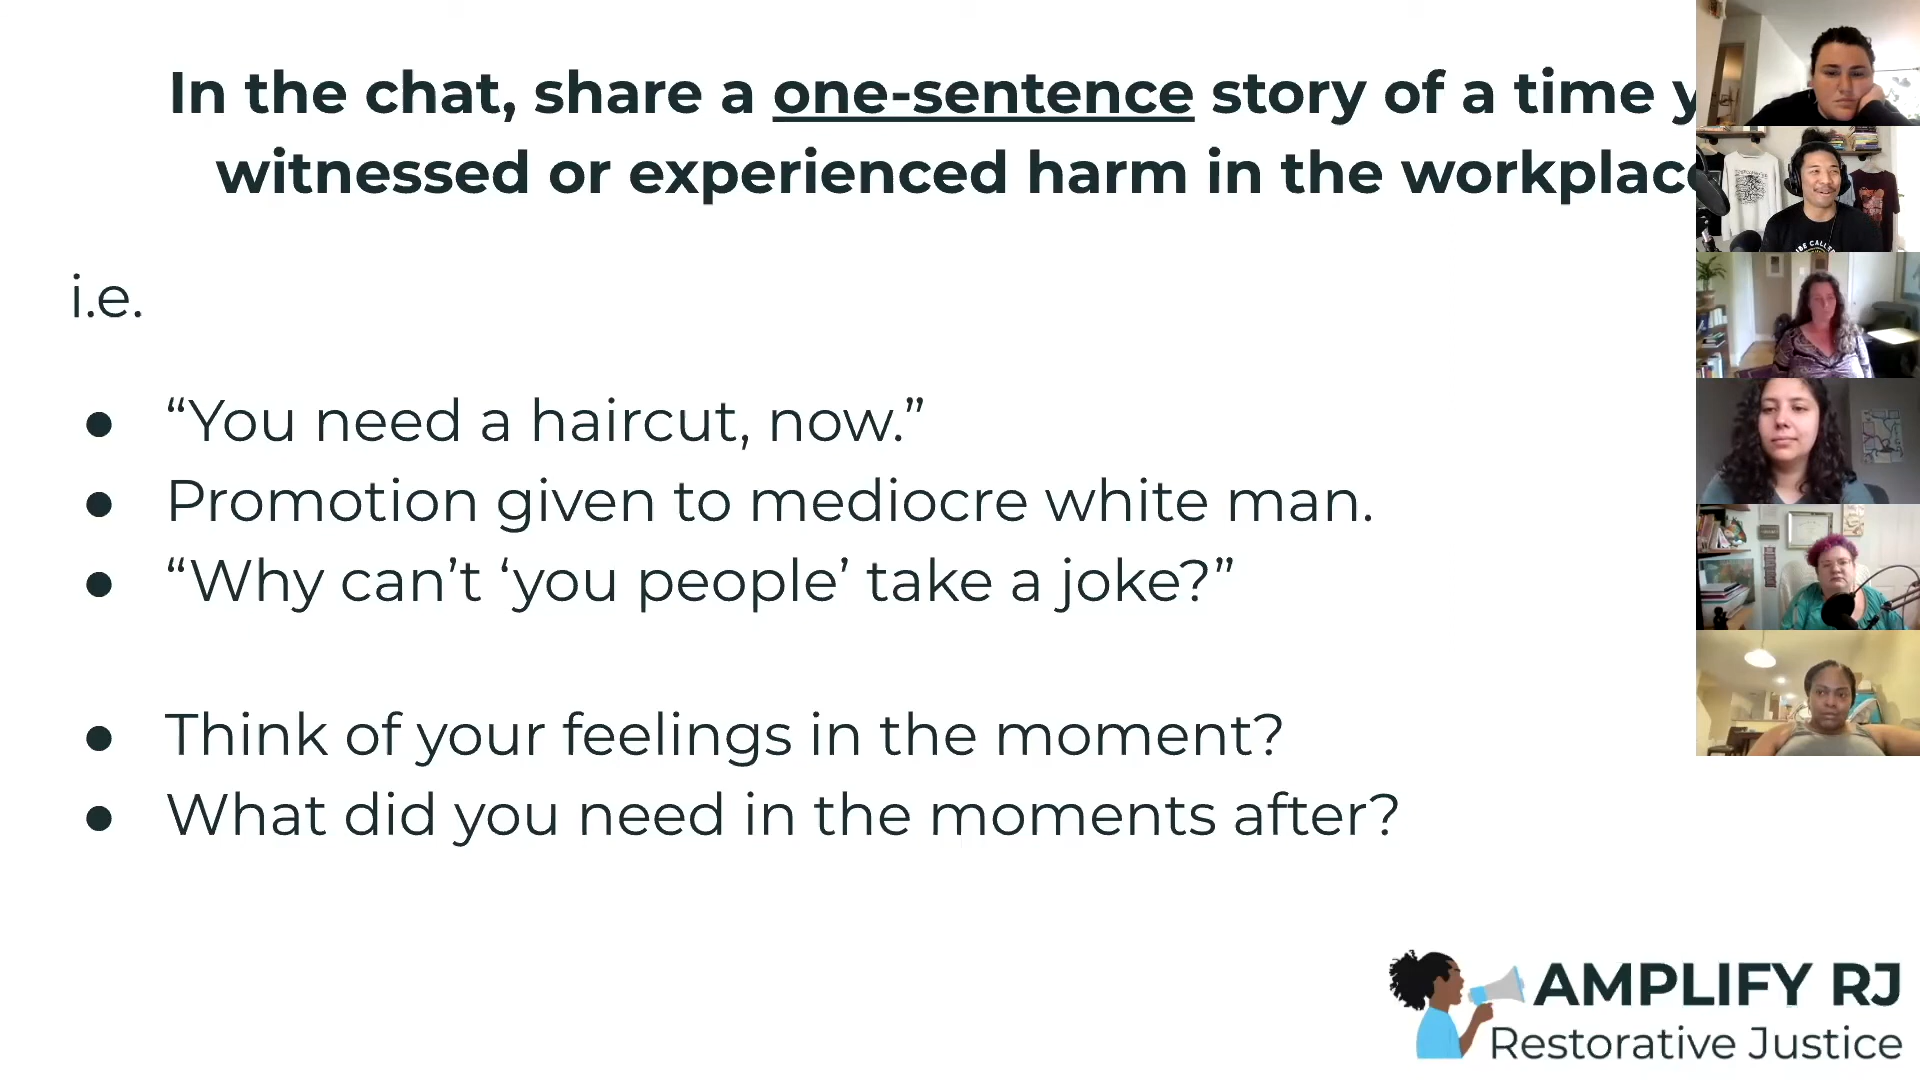 In the chat, share a one-sentence story of a time
witnessed or experienced harm in the
i.e.
● “You need a haircut, now.”
● Promotion given to mediocre white man.
● “Why can’t ‘you people’ take a joke?”
● Think of your feelings in the moment?
● What did you need in the moments after?
AMPLIFY RJ
Restorative Justice